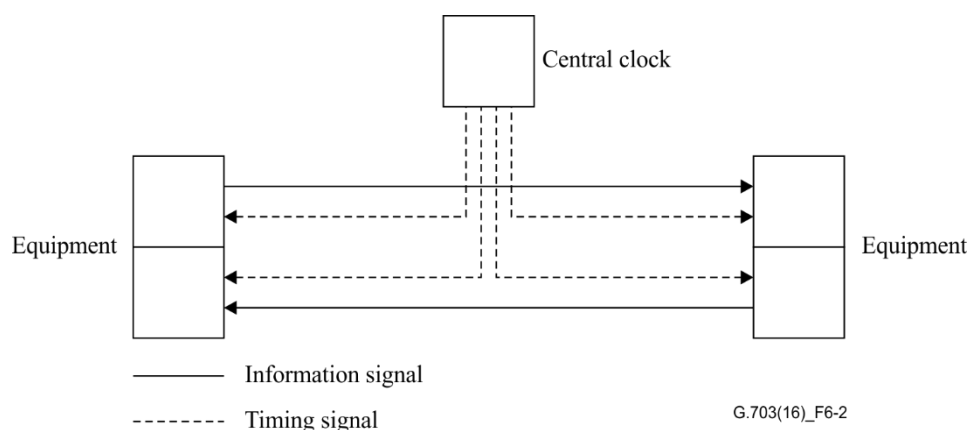 Central clock
Equipment
Equipment
Information signal
Timing signal
G.703(16)_F6-2